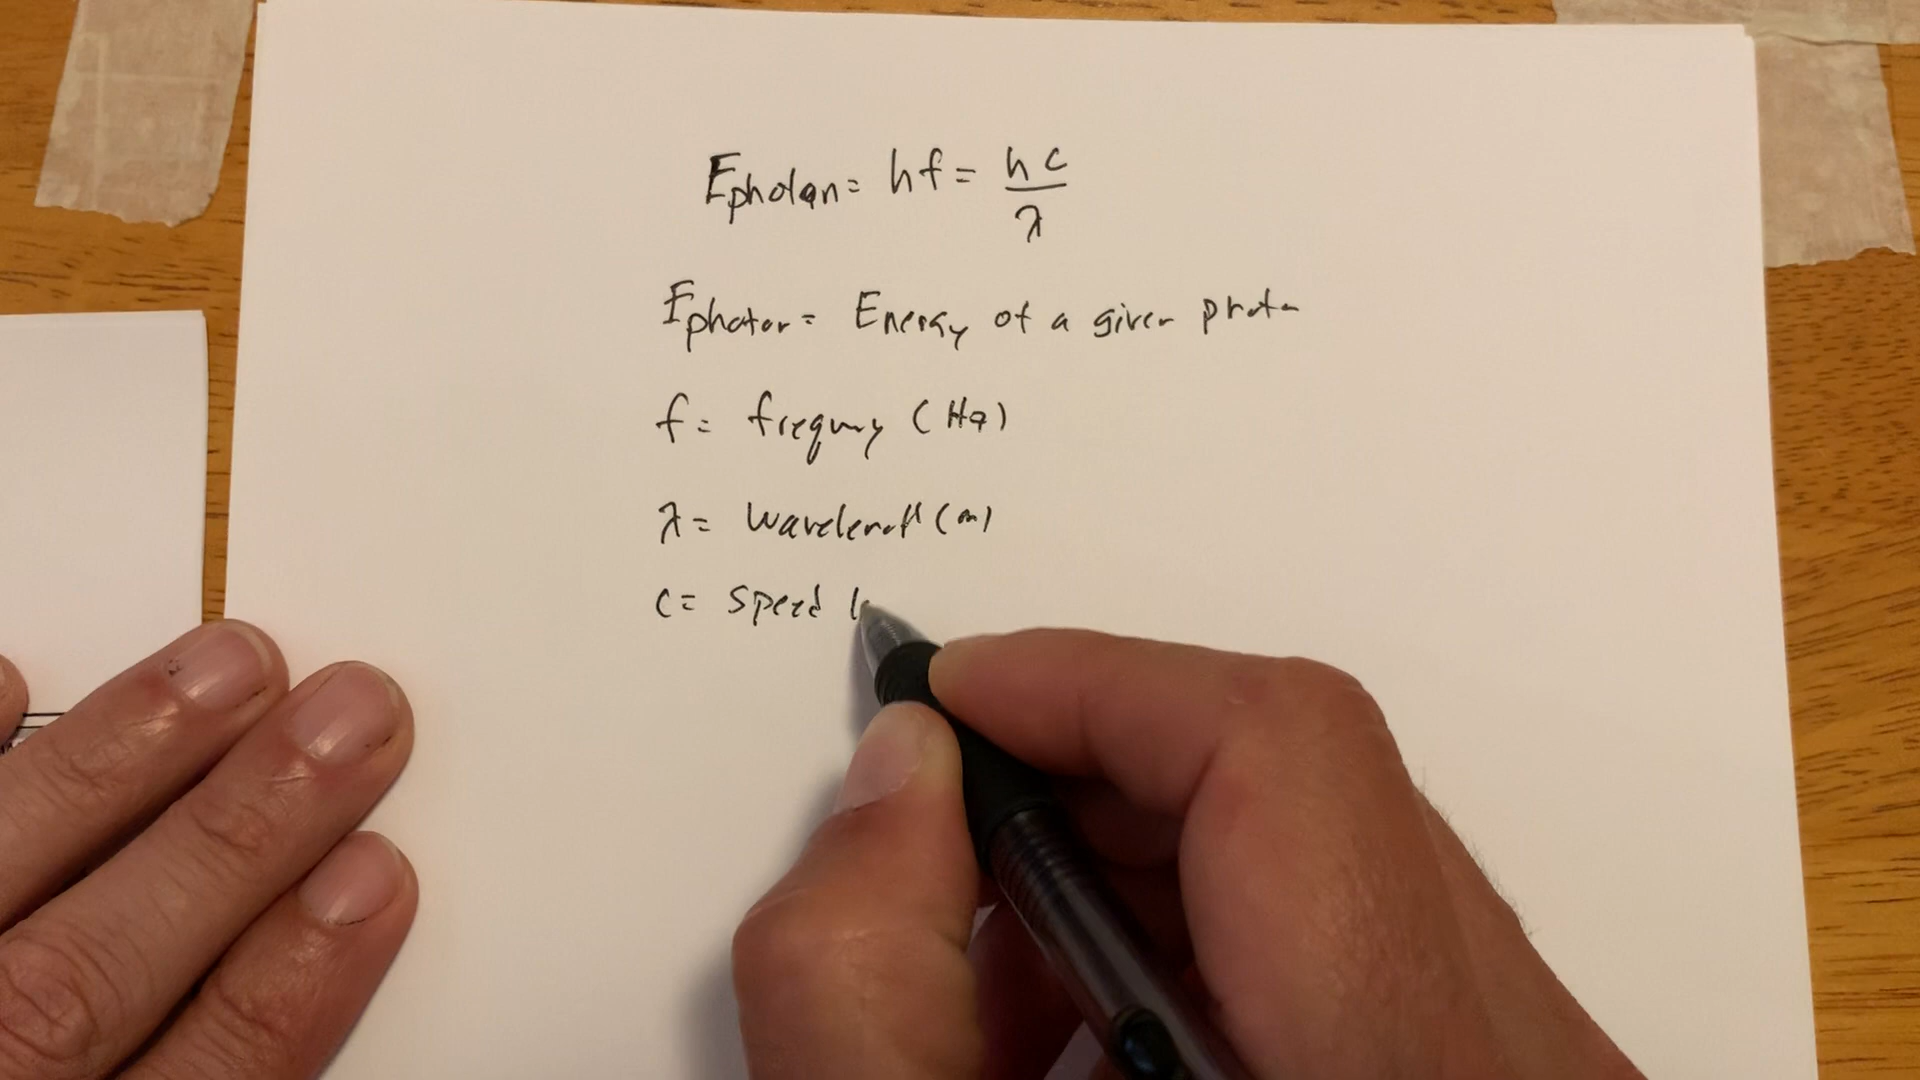 Ephoton = hf = hc/λ
Ephoton = Energy of a given photon
f = frequency (Hz)
λ = wavelength (m)
c = speed